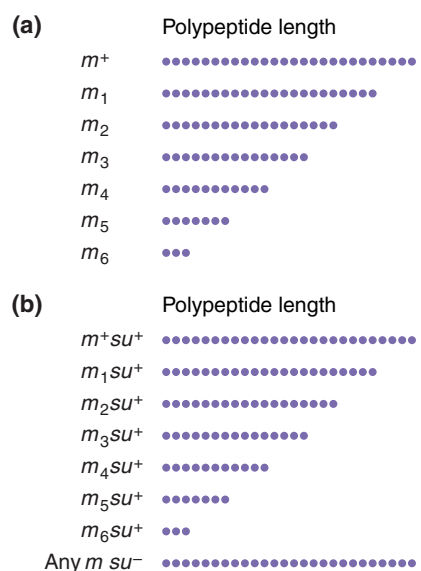 (a) Polypeptide length
m⁺
m₁
m₂
m₃
m₄
m₅
m₆
(b) Polypeptide length
m⁺su⁺
m₁su⁺
m₂su⁺
m₃su⁺
m₄su⁺
m₅su⁺
m₆su⁺
Any m su⁻